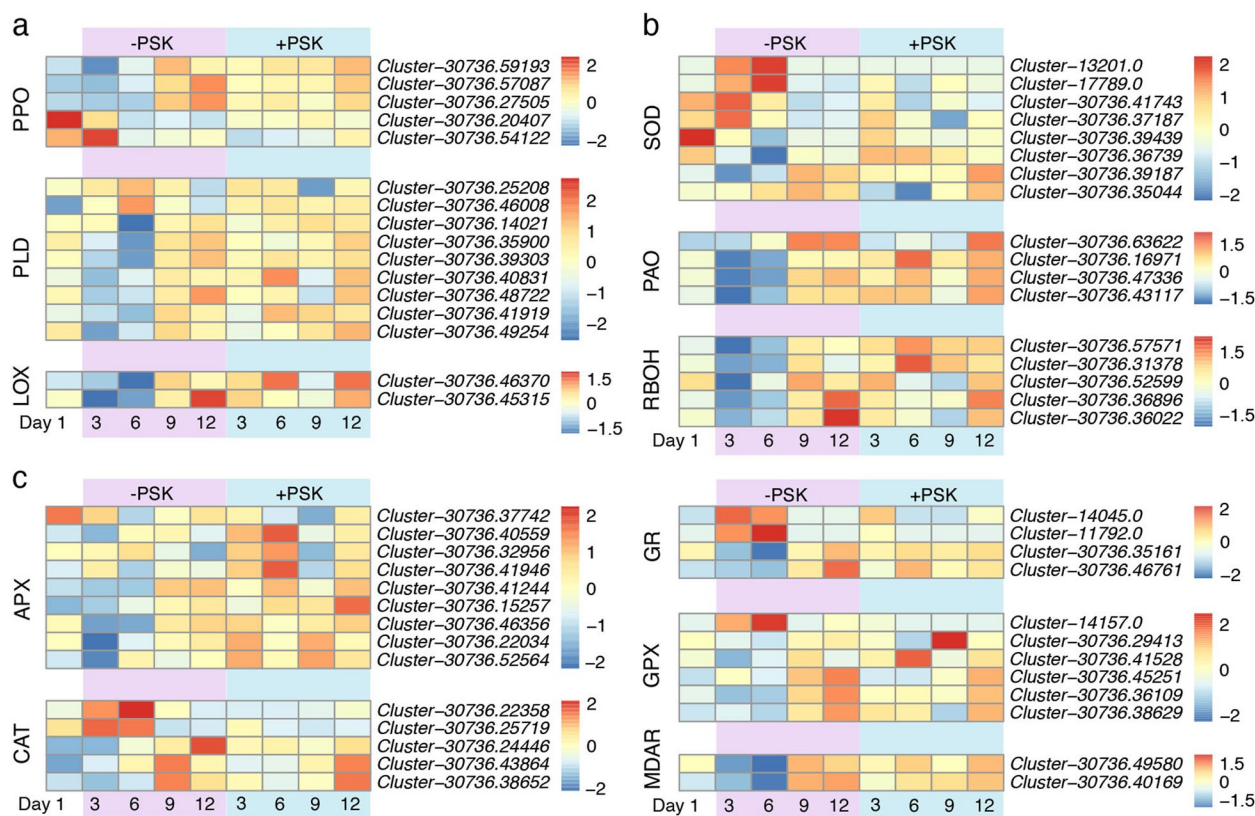 a
-PSK +PSK
PPO
Cluster–30736.59193
Cluster–30736.57087
Cluster–30736.27505
Cluster–30736.20407
Cluster–30736.54122
2
1
0
−1
−2
PLD
Cluster–30736.25208
Cluster–30736.46008
Cluster–30736.14021
Cluster–30736.35900
Cluster–30736.39303
Cluster–30736.40831
Cluster–30736.48722
Cluster–30736.41919
Cluster–30736.49254
2
1
0
−1
−2
LOX
Cluster–30736.46370
Cluster–30736.45315
1.5
0
−1.5
Day 1 3 6 9 12 3 6 9 12
b
-PSK +PSK
SOD
Cluster–13201.0
Cluster–17789.0
Cluster–30736.41743
Cluster–30736.37187
Cluster–30736.39439
Cluster–30736.36739
Cluster–30736.39187
Cluster–30736.35044
2
1
0
−1
−2
PAO
Cluster–30736.63622
Cluster–30736.16971
Cluster–30736.47336
Cluster–30736.43117
1.5
0
−1.5
RBOH
Cluster–30736.57571
Cluster–30736.31378
Cluster–30736.52599
Cluster–30736.36896
Cluster–30736.36022
1.5
0
−1.5
Day 1 3 6 9 12 3 6 9 12
c
-PSK +PSK
APX
Cluster–30736.37742
Cluster–30736.40559
Cluster–30736.32956
Cluster–30736.41946
Cluster–30736.41244
Cluster–30736.15257
Cluster–30736.46356
Cluster–30736.22034
Cluster–30736.52564
2
1
0
−1
−2
CAT
Cluster–30736.22358
Cluster–30736.25719
Cluster–30736.24446
Cluster–30736.43864
Cluster–30736.38652
2
1
0
−2
Day 1 3 6 9 12 3 6 9 12
-PSK +PSK
GR
Cluster–14045.0
Cluster–11792.0
Cluster–30736.35161
Cluster–30736.46761
2
1
0
−2
GPX
Cluster–14157.0
Cluster–30736.29413
Cluster–30736.41528
Cluster–30736.45251
Cluster–30736.36109
Cluster–30736.38629
2
1
0
−1
−2
MDAR
Cluster–30736.49580
Cluster–30736.40169
1.5
0
−1.5
Day 1 3 6 9 12 3 6 9 12